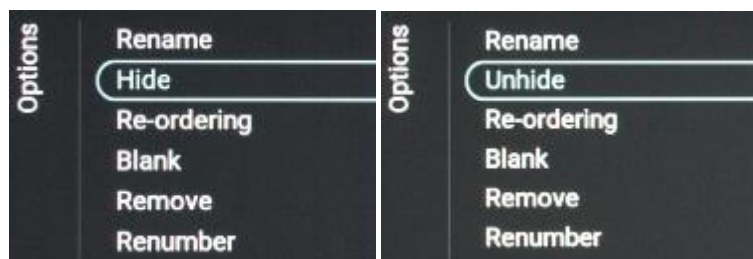 Options
Rename
Hide
Re-ordering
Blank
Remove
Renumber
Options
Rename
Unhide
Re-ordering
Blank
Remove
Renumber